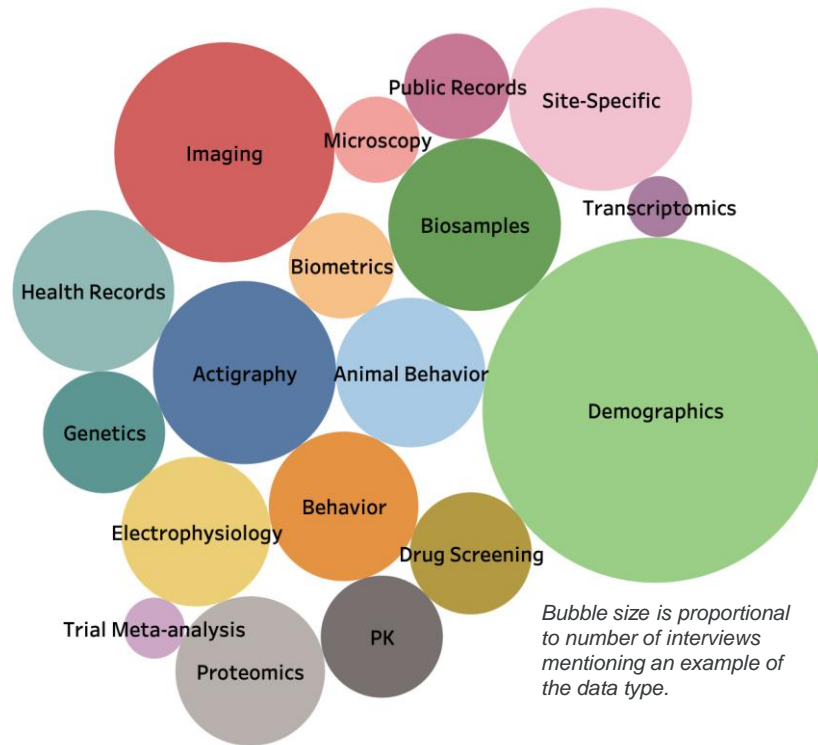 Public Records
Site-Specific
Imaging
Microscopy
Transcriptomics
Biosamples
Biometrics
Health Records
Actigraphy
Animal Behavior
Demographics
Genetics
Behavior
Electrophysiology
Drug Screening
Trial Meta-analysis
PK
Proteomics
Bubble size is proportional
to number of interviews
mentioning an example of
the data type.